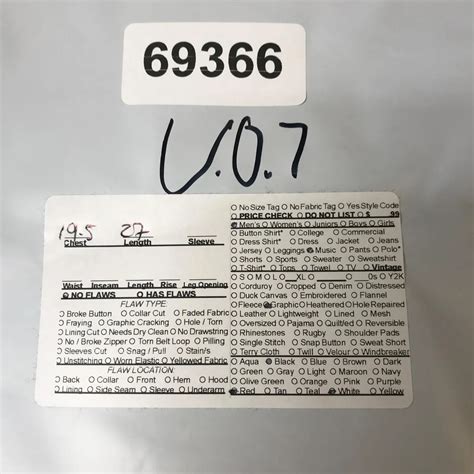 69366
V.O.7
O No Size Tag O No Fabric Tag O Yes Style Code
O PRICE CHECK O DO NOT LIST O $ 99
Men's O Women's O Juniors O Boys O Girls
O Button Shirt* O College O Commercial
O Dress Shirt* O Dress O Jacket O Jeans
O Jersey O Leggings Music O Pants O Polo*
O Shorts O Sports O Sweater O Sweatshirt
O T-Shirt* O Tops O Towel O TV Vintage
O S O M O L O XL O 0s O Y2K
O Corduroy O Cropped O Denim O Distressed
O Duck Canvas O Embroidered O Flannel
O Fleece Graphic O Heathered O Hole Repaired
O Leather O Lightweight O Lined O Mesh
O Oversized O Pajama O Quilted O Reversible
O Rhinestones O Rugby O Shoulder Pads
O Single Stitch O Snap Button O Sweat Short
O Terry Cloth O Twill O Velour O Windbreaker
O Aqua Black O Blue O Brown O Dark
O Green O Gray O Light O Maroon O Navy
O Olive Green O Orange O Pink O Purple
Red O Tan O Teal White O Yellow
19.5 27
Chest Length Sleeve
Waist Inseam Length Rise Leg Opening
NO FLAWS O HAS FLAWS
FLAW TYPE:
O Broke Button O Collar Cut O Faded Fabric
O Fraying O Graphic Cracking O Hole / Torn
O Lining Cut O Needs Dry Clean O No Drawstring
O No / Broke Zipper O Torn Belt Loop O Pilling
O Sleeves Cut O Snag / Pull O Stain/s
O Unstitching O Worn Elastic O Yellowed Fabric
FLAW LOCATION:
O Back O Collar O Front O Hem O Hood
O Lining O Side Seam O Sleeve O Underarm